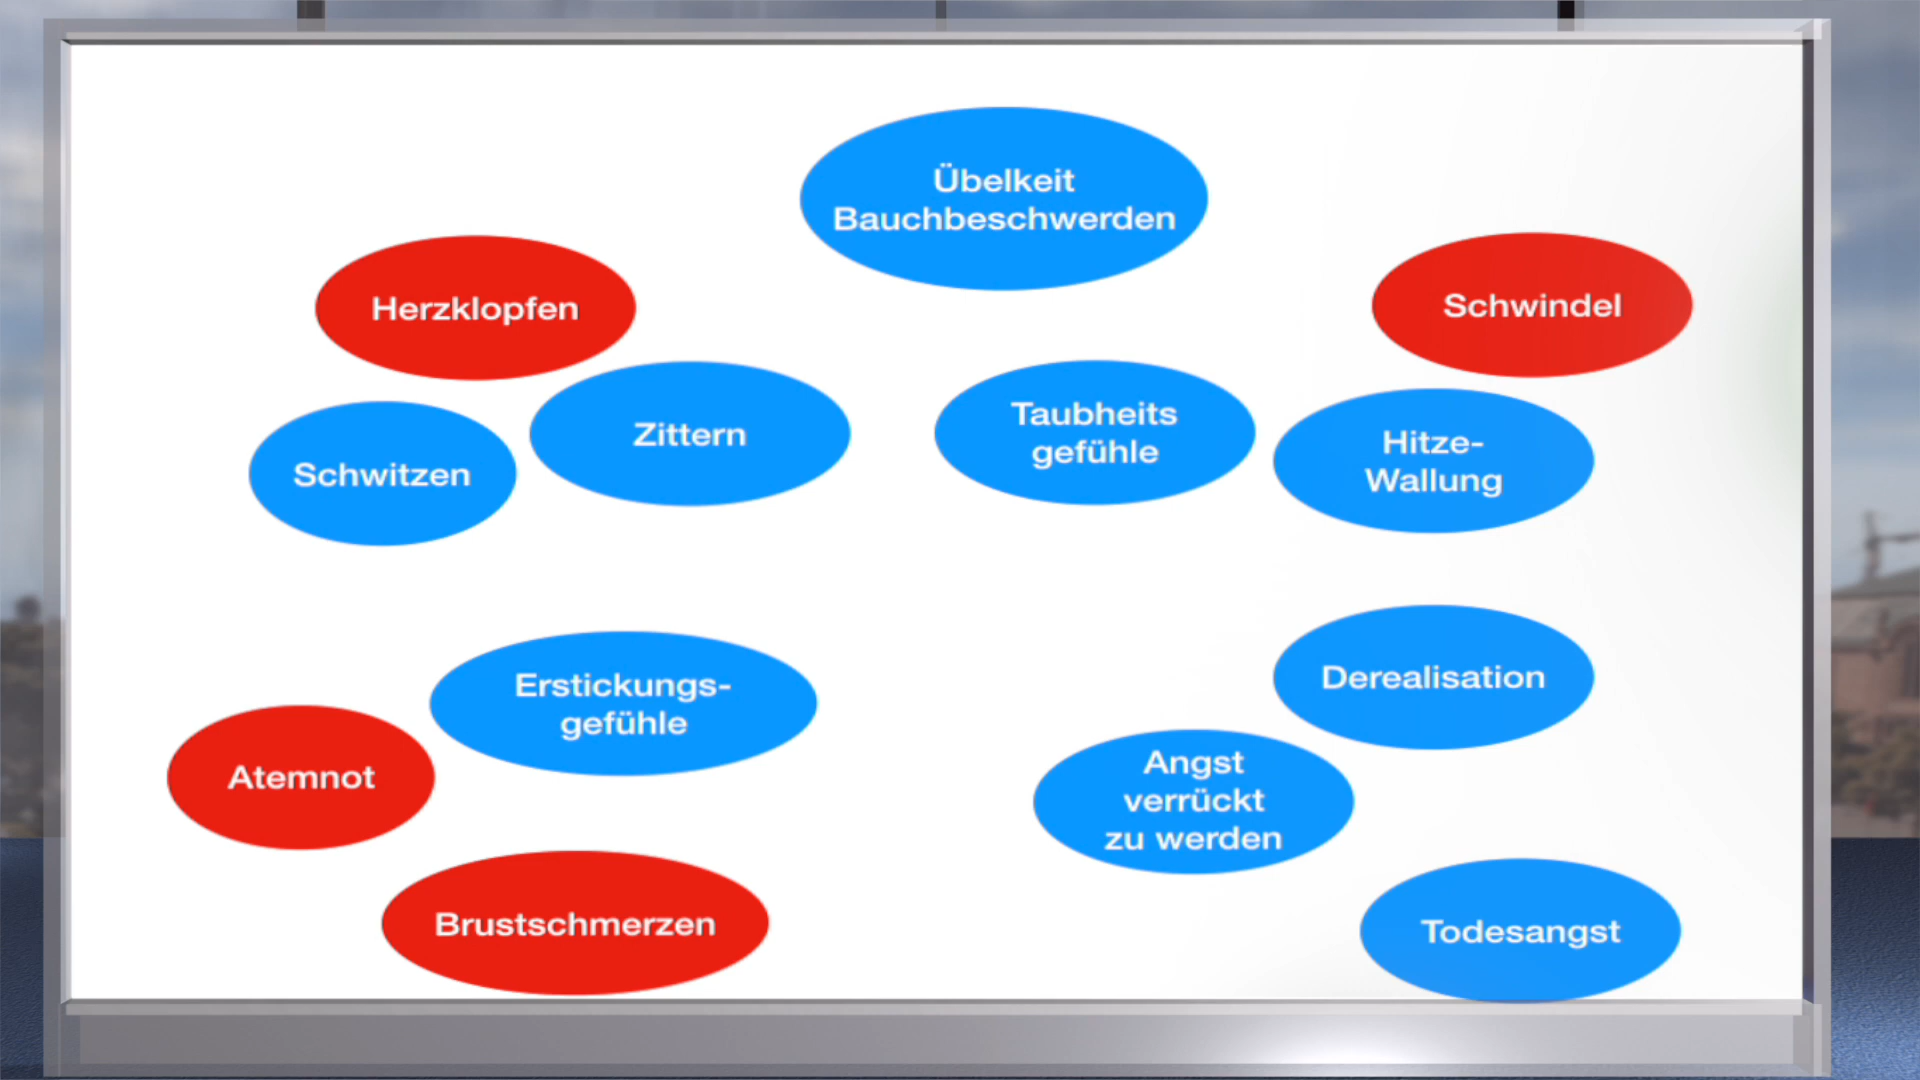 Übelkeit
Bauchbeschwerden
Herzklopfen
Schwindel
Zittern
Taubheits
gefühle
Hitze-
Wallung
Schwitzen
Erstickungs-
gefühle
Derealisation
Atemnot
Angst
verrückt
zu werden
Brustschmerzen
Todesangst